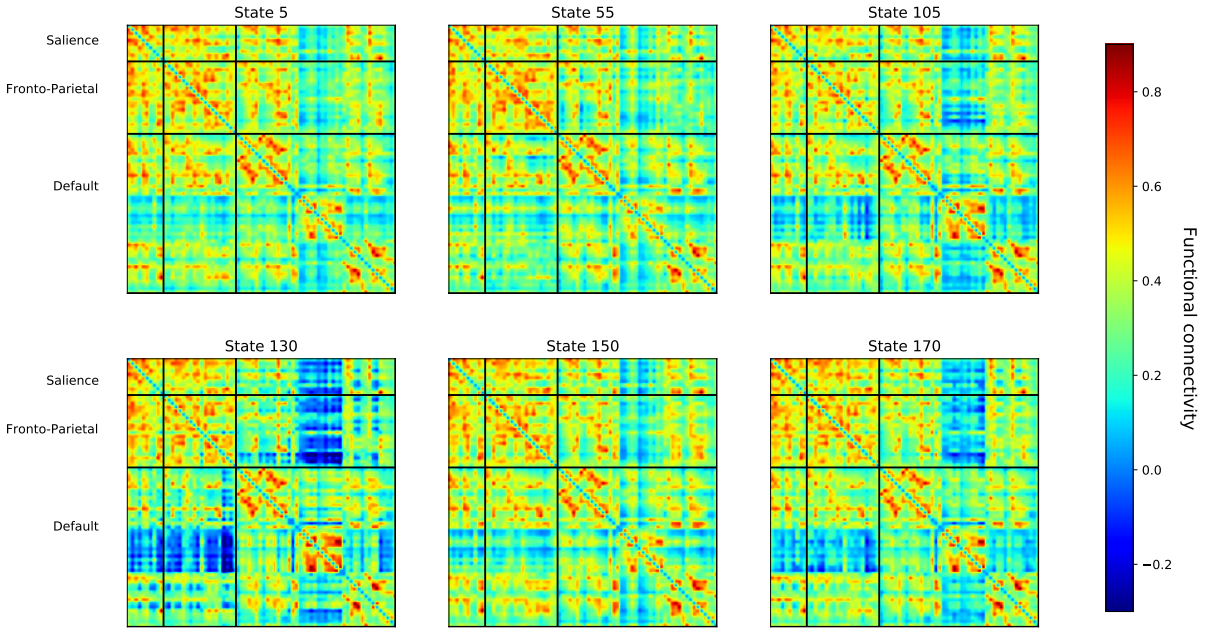 State 5
State 55
State 105
Salience
Fronto-Parietal
Default
State 130
State 150
State 170
Salience
Fronto-Parietal
Default
0.8
0.6
0.4
0.2
0.0
−0.2
Functional connectivity